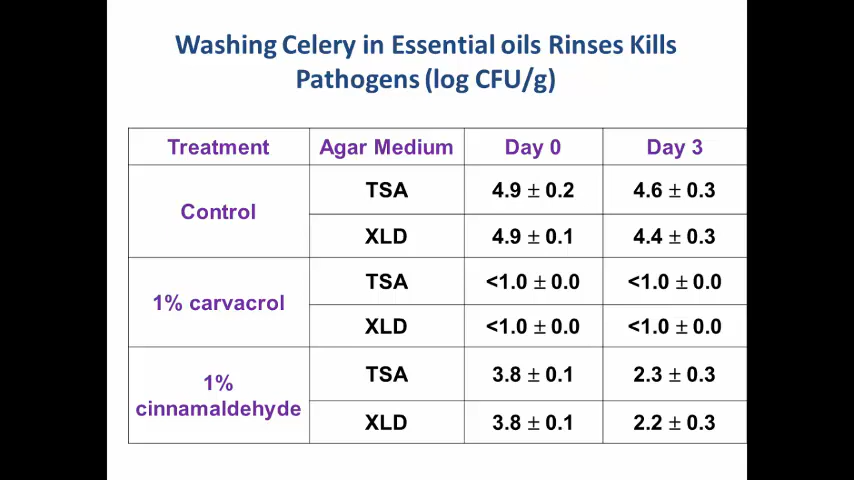 Washing Celery in Essential oils Rinses Kills
Pathogens (log CFU/g)
Treatment Agar Medium Day 0 Day 3
Control
TSA 4.9 ± 0.2 4.6 ± 0.3
XLD 4.9 ± 0.1 4.4 ± 0.3
1% carvacrol
TSA <1.0 ± 0.0 <1.0 ± 0.0
XLD <1.0 ± 0.0 <1.0 ± 0.0
1%
cinnamaldehyde
TSA 3.8 ± 0.1 2.3 ± 0.3
XLD 3.8 ± 0.1 2.2 ± 0.3